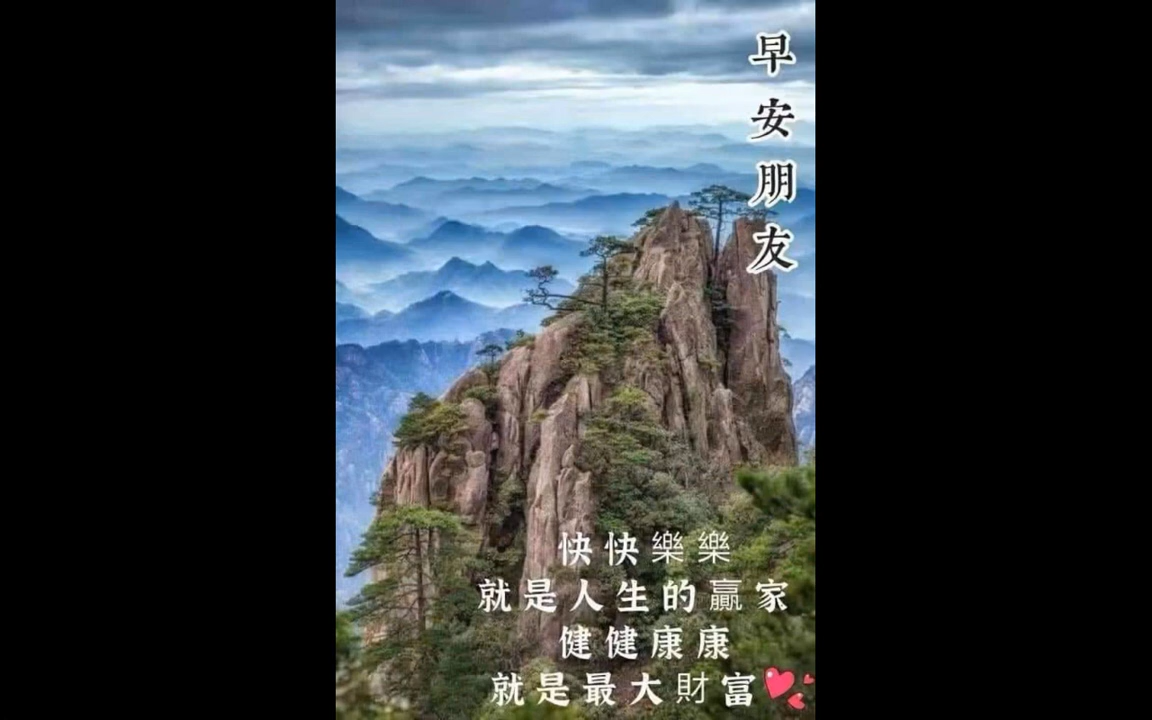 早安朋友
快快樂樂
就是人生的贏家
健健康康
就是最大財富